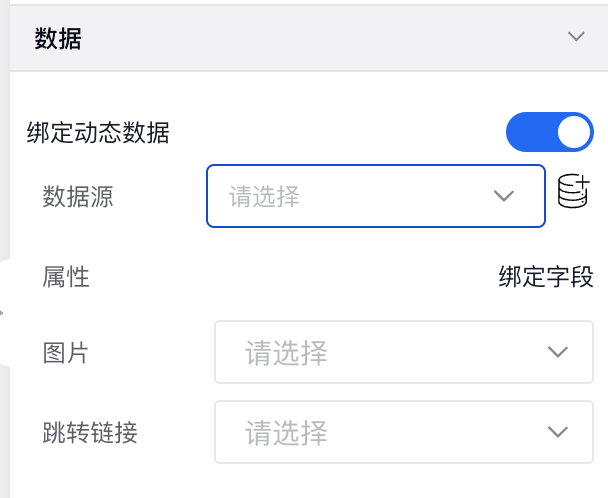 数据
绑定动态数据
数据源 请选择
属性 绑定字段
图片 请选择
跳转链接 请选择